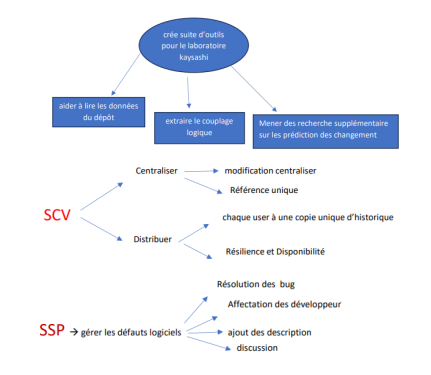 crée suite d'outils
pour le laboratoire
kaysashi
aider à lire les données
du dépôt
extraire le couplage
logique
Mener des recherche supplémentaire
sur les prédiction des changement
SCV
Centraliser
modification centraliser
Référence unique
Distribuer
chaque user à une copie unique d'historique
Résilience et Disponibilité
SSP → gérer les défauts logiciels
Résolution des bug
Affectation des développeur
ajout des description
discussion